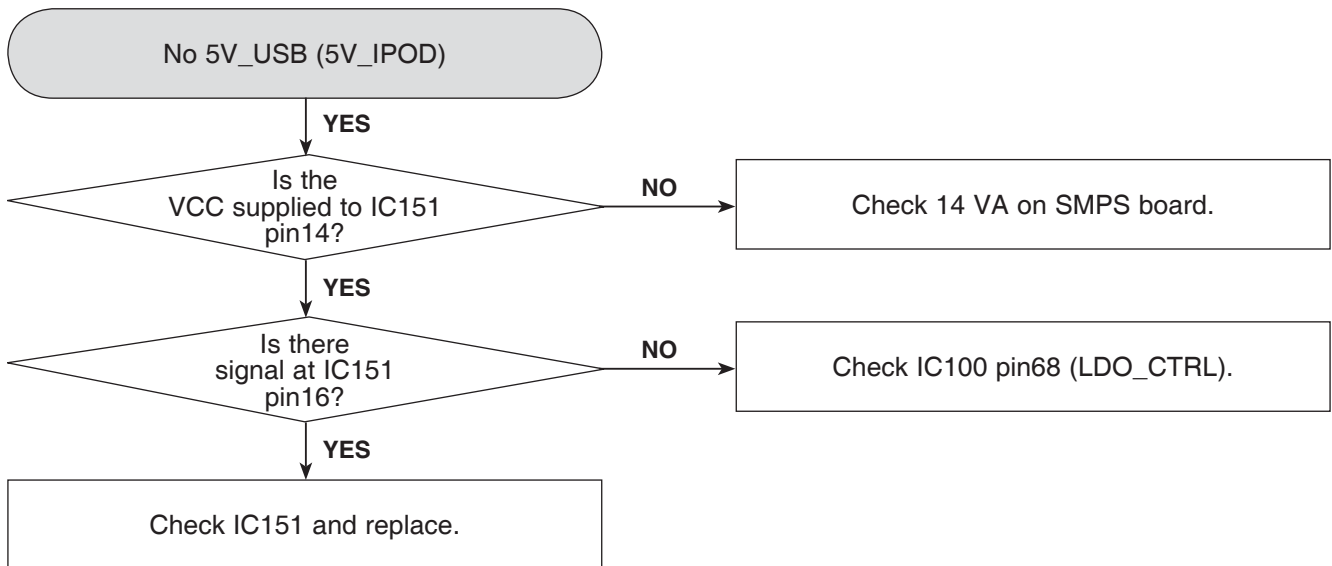 No 5V_USB (5V_IPOD)
YES
Is the
VCC supplied to IC151
pin14?
NO
Check 14 VA on SMPS board.
YES
Is there
signal at IC151
pin16?
NO
Check IC100 pin68 (LDO_CTRL).
YES
Check IC151 and replace.